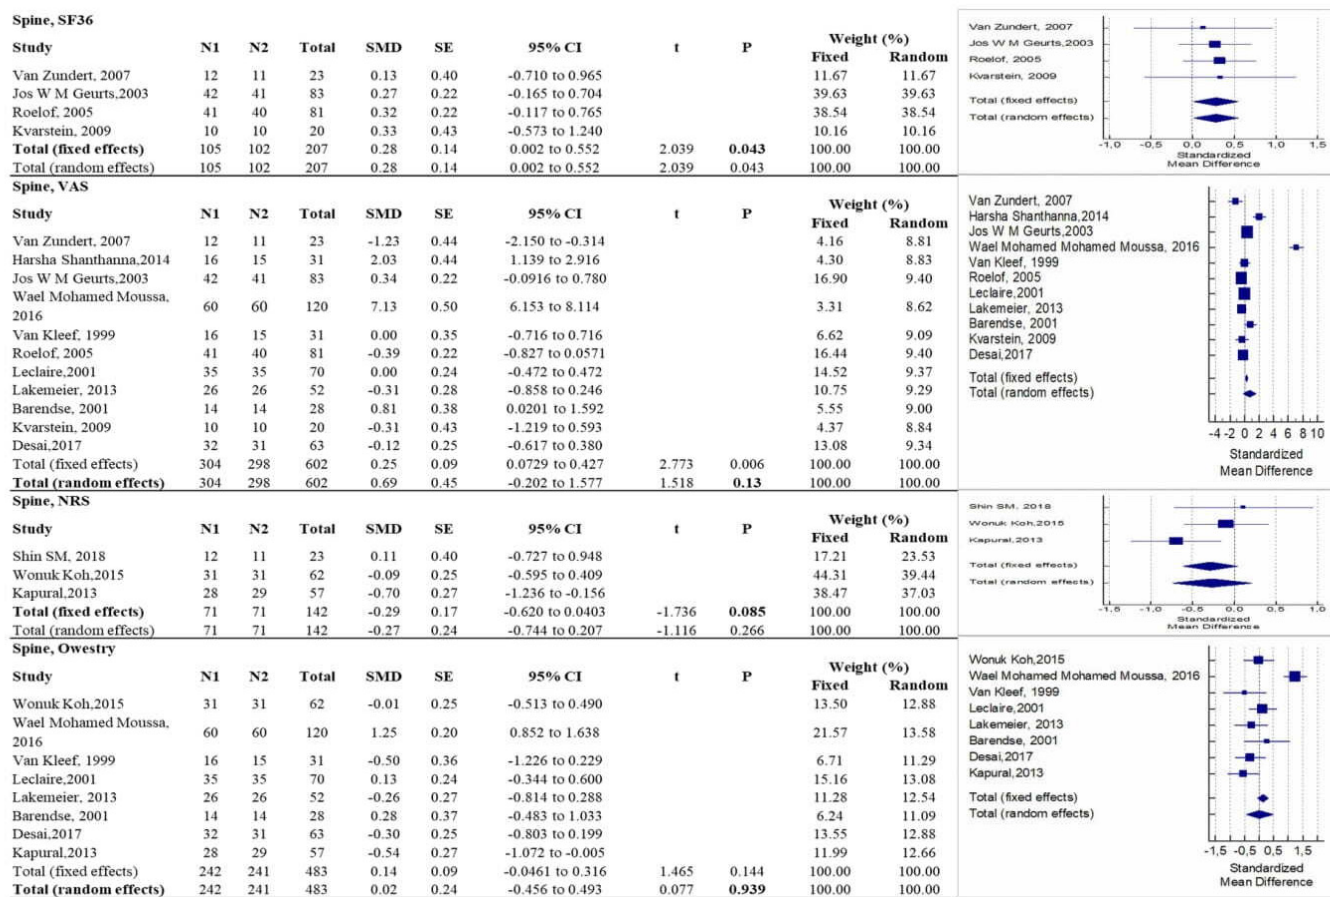 Spine, SF36
Study N1 N2 Total SMD SE 95% CI t P Weight (%)
Fixed Random
Van Zundert, 2007 12 11 23 0.13 0.40 -0.710 to 0.965 11.67 11.67
Jos W M Geurts,2003 42 41 83 0.27 0.22 -0.165 to 0.704 39.63 39.63
Roelof, 2005 41 40 81 0.32 0.22 -0.117 to 0.765 38.54 38.54
Kvarstein, 2009 10 10 20 0.33 0.43 -0.573 to 1.240 10.16 10.16
Total (fixed effects) 105 102 207 0.28 0.14 0.002 to 0.552 2.039 0.043 100.00 100.00
Total (random effects) 105 102 207 0.28 0.14 0.002 to 0.552 2.039 0.043 100.00 100.00
Van Zundert, 2007
Jos W M Geurts,2003
Roelof, 2005
Kvarstein, 2009
Total (fixed effects)
Total (random effects)
-1,0 -0,5 0,0 0,5 1,0 1,5
Standardized
Mean Difference
Spine, VAS
Study N1 N2 Total SMD SE 95% CI t P Weight (%)
Fixed Random
Van Zundert, 2007 12 11 23 -1.23 0.44 -2.150 to -0.314 4.16 8.81
Harsha Shanthanna,2014 16 15 31 2.03 0.44 1.139 to 2.916 4.30 8.83
Jos W M Geurts,2003 42 41 83 0.34 0.22 -0.0916 to 0.780 16.90 9.40
Wael Mohamed Moussa,
2016 60 60 120 7.13 0.50 6.153 to 8.114 3.31 8.62
Van Kleef, 1999 16 15 31 0.00 0.35 -0.716 to 0.716 6.62 9.09
Roelof, 2005 41 40 81 -0.39 0.22 -0.827 to 0.0571 16.44 9.40
Leclaire,2001 35 35 70 0.00 0.24 -0.472 to 0.472 14.52 9.37
Lakemeier, 2013 26 26 52 -0.31 0.28 -0.858 to 0.246 10.75 9.29
Barendse, 2001 14 14 28 0.81 0.38 0.0201 to 1.592 5.55 9.00
Kvarstein, 2009 10 10 20 -0.31 0.43 -1.219 to 0.593 4.37 8.84
Desai,2017 32 31 63 -0.12 0.25 -0.617 to 0.380 13.08 9.34
Total (fixed effects) 304 298 602 0.25 0.09 0.0729 to 0.427 2.773 0.006 100.00 100.00
Total (random effects) 304 298 602 0.69 0.45 -0.202 to 1.577 1.518 0.13 100.00 100.00
Van Zundert, 2007
Harsha Shanthanna,2014
Jos W M Geurts,2003
Wael Mohamed Mohamed Moussa, 2016
Van Kleef, 1999
Roelof, 2005
Leclaire,2001
Lakemeier, 2013
Barendse, 2001
Kvarstein, 2009
Desai,2017
Total (fixed effects)
Total (random effects)
-4 -2 0 2 4 6 8 10
Standardized
Mean Difference
Spine, NRS
Study N1 N2 Total SMD SE 95% CI t P Weight (%)
Fixed Random
Shin SM, 2018 12 11 23 0.11 0.40 -0.727 to 0.948 17.21 23.53
Wonuk Koh,2015 31 31 62 -0.09 0.25 -0.595 to 0.409 44.31 39.44
Kapural,2013 28 29 57 -0.70 0.27 -1.236 to -0.156 38.47 37.03
Total (fixed effects) 71 71 142 -0.29 0.17 -0.620 to 0.0403 -1.736 0.085 100.00 100.00
Total (random effects) 71 71 142 -0.27 0.24 -0.744 to 0.207 -1.116 0.266 100.00 100.00
Shin SM, 2018
Wonuk Koh,2015
Kapural,2013
Total (fixed effects)
Total (random effects)
-1,5 -1,0 -0,5 0,0 0,5 1,0
Standardized
Mean Difference
Spine, Owestry
Study N1 N2 Total SMD SE 95% CI t P Weight (%)
Fixed Random
Wonuk Koh,2015 31 31 62 -0.01 0.25 -0.513 to 0.490 13.50 12.88
Wael Mohamed Moussa,
2016 60 60 120 1.25 0.20 0.852 to 1.638 21.57 13.58
Van Kleef, 1999 16 15 31 -0.50 0.36 -1.226 to 0.229 6.71 11.29
Leclaire,2001 35 35 70 0.13 0.24 -0.344 to 0.600 15.16 13.08
Lakemeier, 2013 26 26 52 -0.26 0.27 -0.814 to 0.288 11.28 12.54
Barendse, 2001 14 14 28 0.28 0.37 -0.483 to 1.033 6.24 11.09
Desai,2017 32 31 63 -0.30 0.25 -0.803 to 0.199 13.55 12.88
Kapural,2013 28 29 57 -0.54 0.27 -1.072 to -0.005 11.99 12.66
Total (fixed effects) 242 241 483 0.14 0.09 -0.0461 to 0.316 1.465 0.144 100.00 100.00
Total (random effects) 242 241 483 0.02 0.24 -0.456 to 0.493 0.077 0.939 100.00 100.00
Wonuk Koh,2015
Wael Mohamed Mohamed Moussa, 2016
Van Kleef, 1999
Leclaire,2001
Lakemeier, 2013
Barendse, 2001
Desai,2017
Kapural,2013
Total (fixed effects)
Total (random effects)
-1,5 -0,5 0,5 1,5
Standardized
Mean Difference